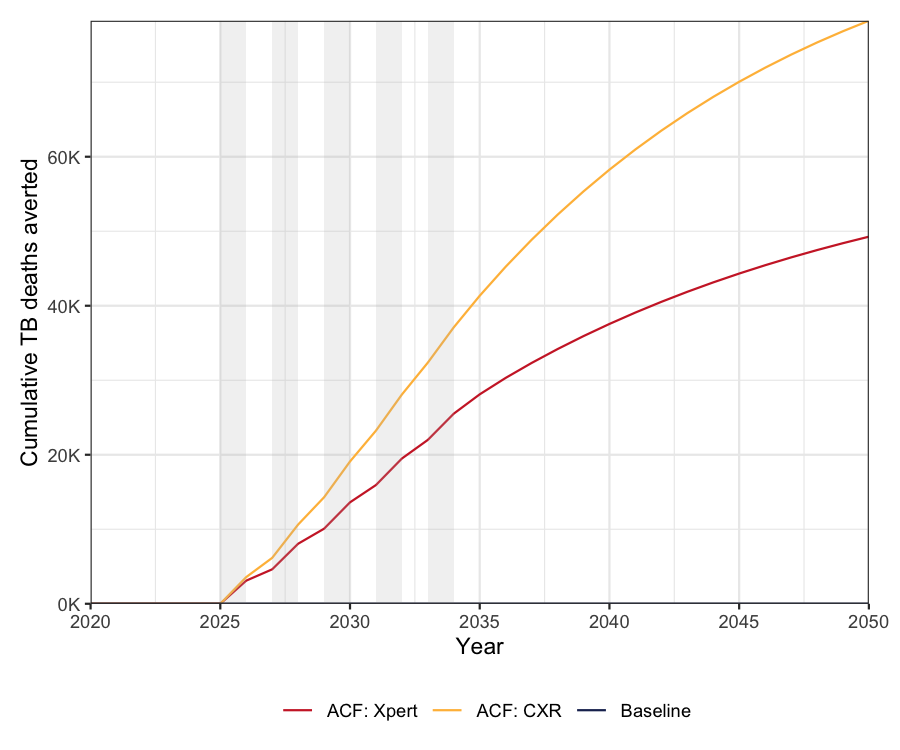 Cumulative TB deaths averted
60K
40K
20K
0K
2020 2025 2030 2035 2040 2045 2050
Year
ACF: Xpert ACF: CXR Baseline